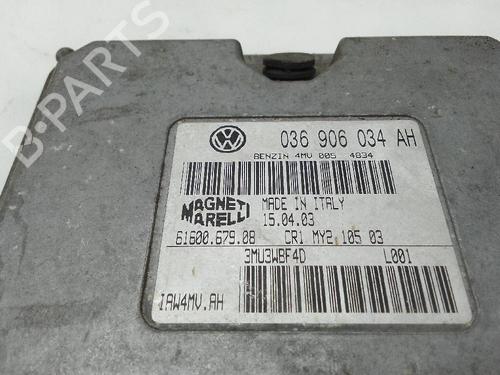 B-PARTS
036 906 034 AH
BENZIN 4MV 005 4834
MAGNETI MARELLI
MADE IN ITALY
15.04.03
61600.679.08 CR1 MY2.105 03
3MU3WBF4D L001
IAW4MV.AH